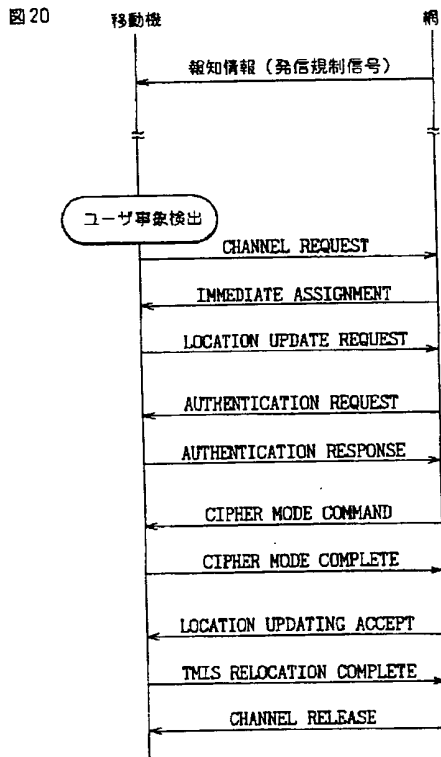 図20
移動機 網
報知情報（発信規制信号）
ユーザ事象検出
CHANNEL REQUEST
IMMEDIATE ASSIGNMENT
LOCATION UPDATE REQUEST
AUTHENTICATION REQUEST
AUTHENTICATION RESPONSE
CIPHER MODE COMMAND
CIPHER MODE COMPLETE
LOCATION UPDATING ACCEPT
TMIS RELOCATION COMPLETE
CHANNEL RELEASE